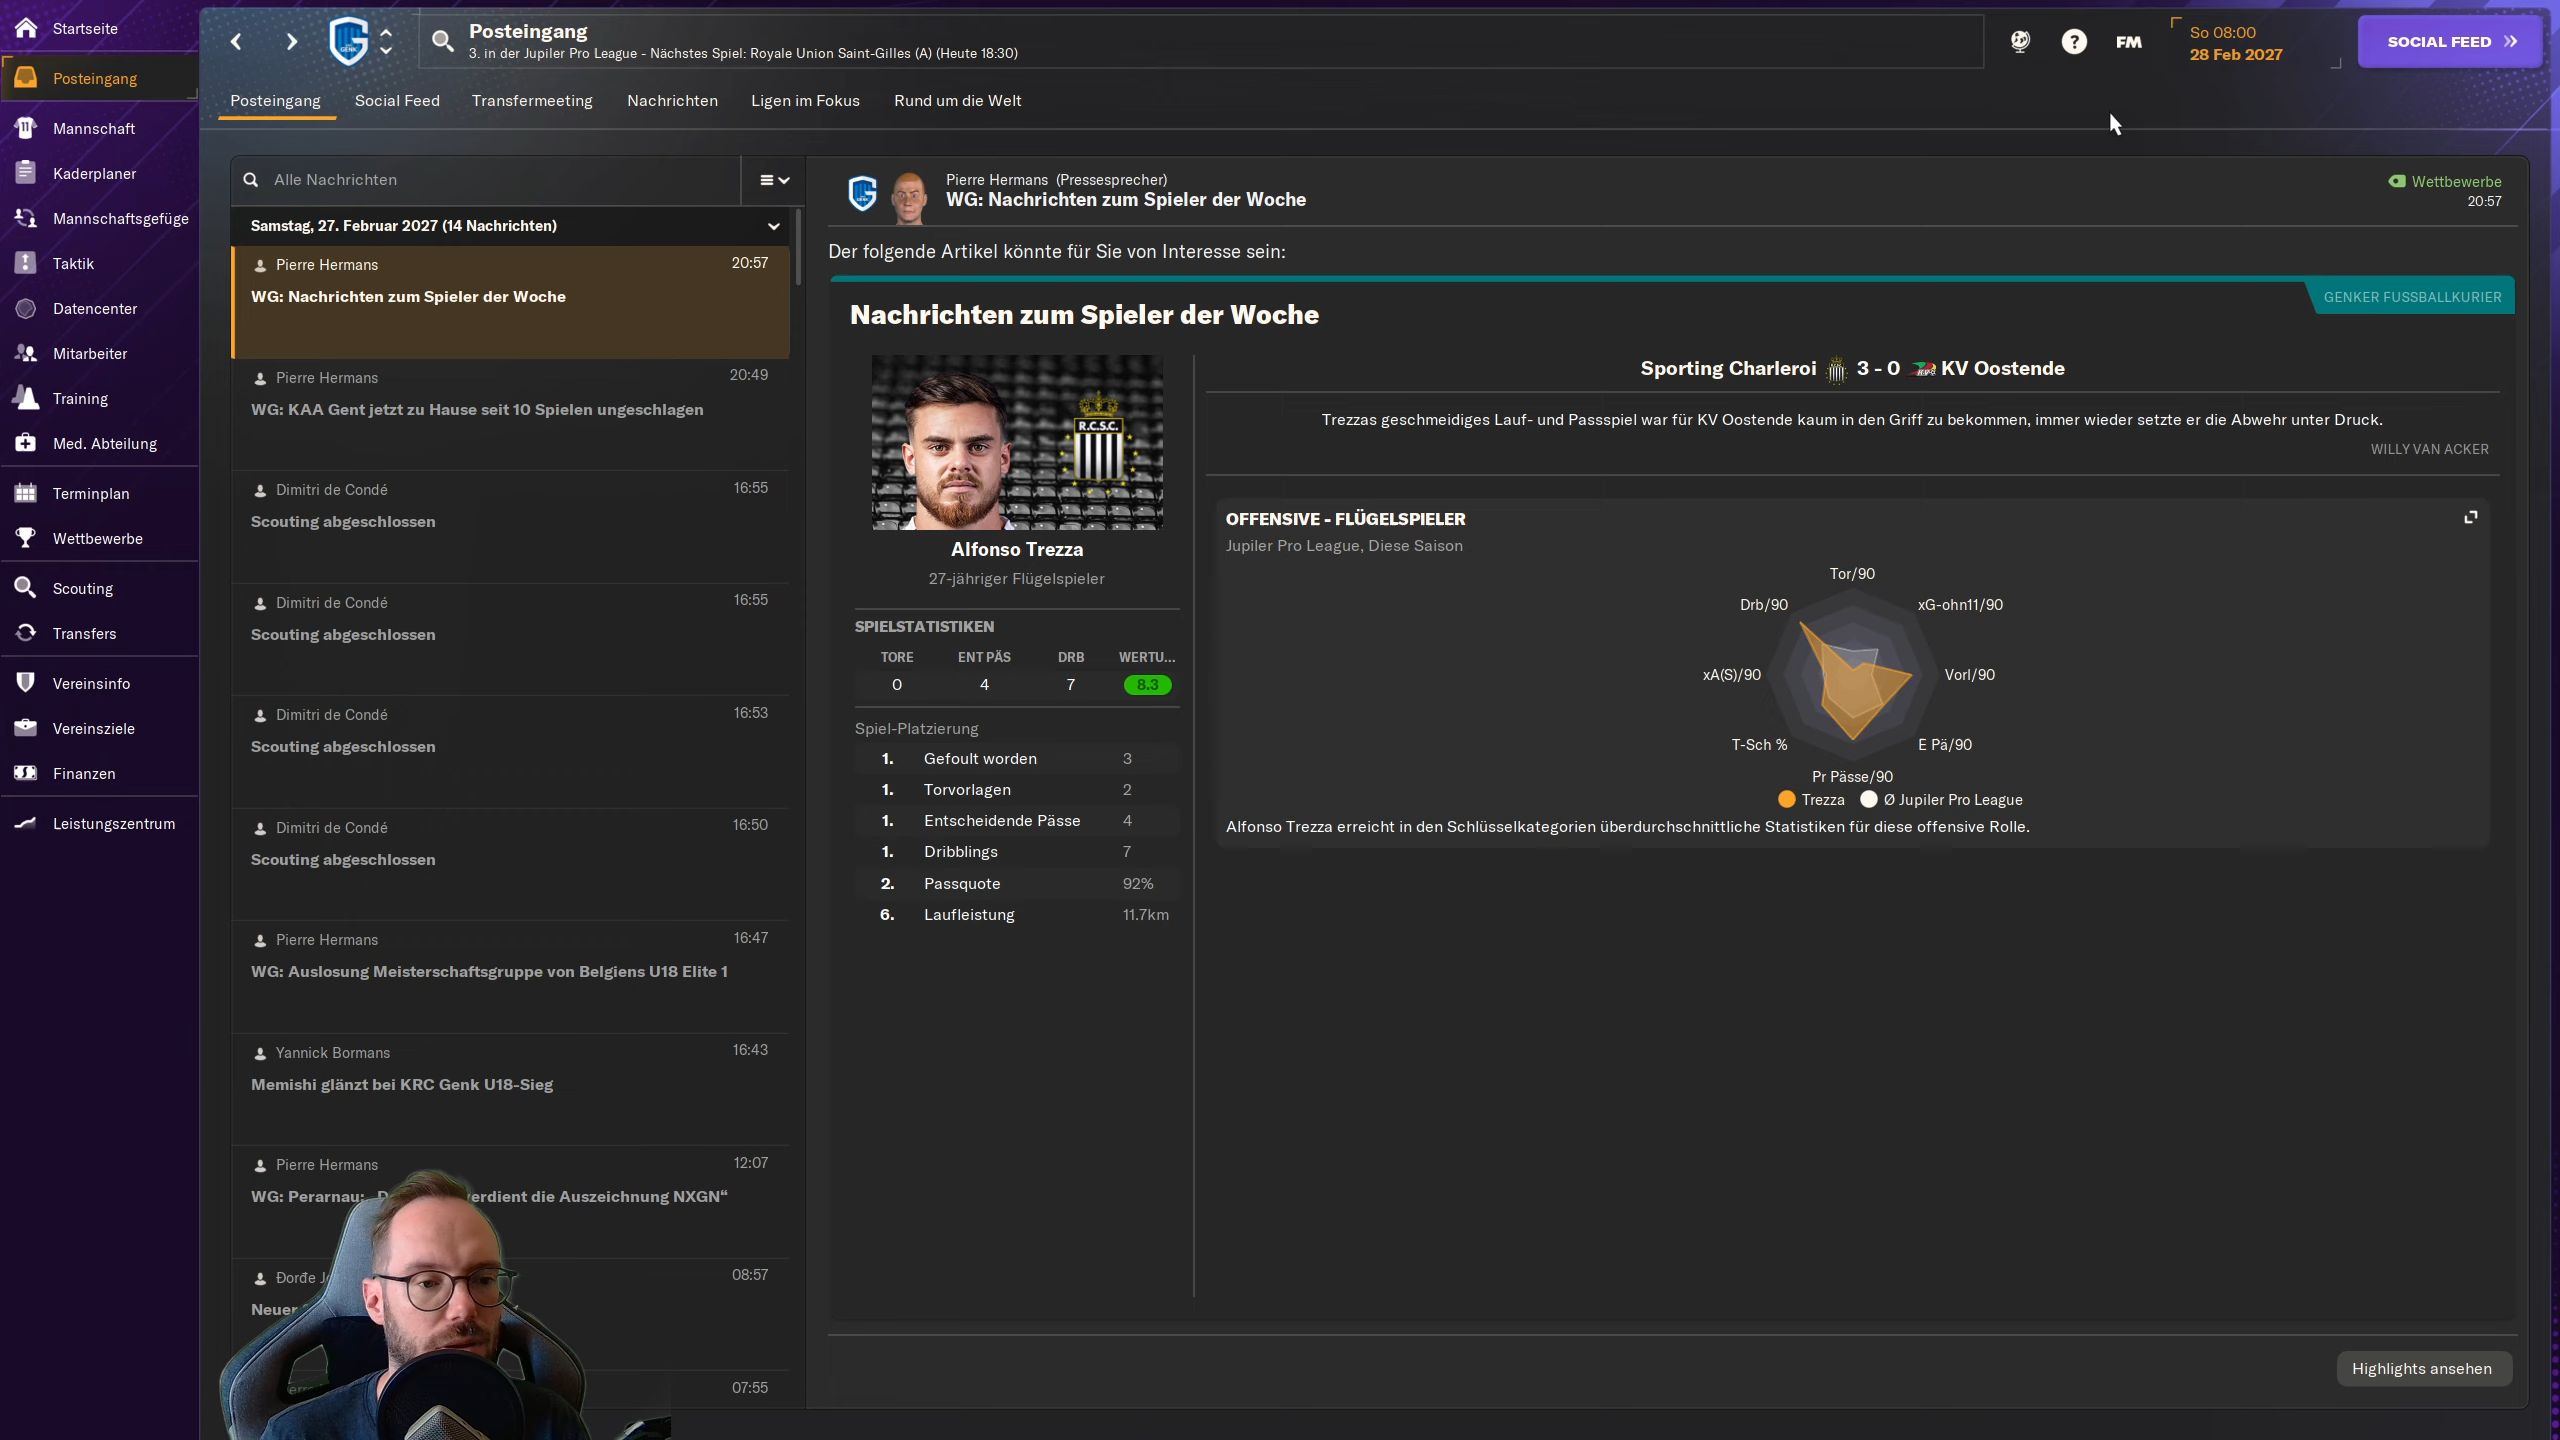 Startseite
Posteingang
Mannschaft
Kaderplaner
Mannschaftsgefüge
Taktik
Datencenter
Mitarbeiter
Training
Med. Abteilung
Terminplan
Wettbewerbe
Scouting
Transfers
Vereinsinfo
Vereinsziele
Finanzen
Leistungszentrum
GENK
Posteingang
3. in der Jupiler Pro League - Nächstes Spiel: Royale Union Saint-Gilles (A) (Heute 18:30)
?
FM
So 08:00
28 Feb 2027
SOCIAL FEED
Posteingang Social Feed Transfermeeting Nachrichten Ligen im Fokus Rund um die Welt
Alle Nachrichten
Samstag, 27. Februar 2027 (14 Nachrichten)
Pierre Hermans 20:57
WG: Nachrichten zum Spieler der Woche
Pierre Hermans 20:49
WG: KAA Gent jetzt zu Hause seit 10 Spielen ungeschlagen
Dimitri de Condé 16:55
Scouting abgeschlossen
Dimitri de Condé 16:55
Scouting abgeschlossen
Dimitri de Condé 16:53
Scouting abgeschlossen
Dimitri de Condé 16:50
Scouting abgeschlossen
Pierre Hermans 16:47
WG: Auslosung Meisterschaftsgruppe von Belgiens U18 Elite 1
Yannick Bormans 16:43
Memishi glänzt bei KRC Genk U18-Sieg
Pierre Hermans 12:07
WG: Perarnau: verdient die Auszeichnung NXGN“
Đorđe 08:57
Neuer
07:55
Pierre Hermans (Pressesprecher)
WG: Nachrichten zum Spieler der Woche
Wettbewerbe
20:57
Der folgende Artikel könnte für Sie von Interesse sein:
GENKER FUSSBALLKURIER
Nachrichten zum Spieler der Woche
R.C.S.C.
Alfonso Trezza
27-jähriger Flügelspieler
SPIELSTATISTIKEN
TORE ENT PÄS DRB WERTU...
0 4 7 8.3
Spiel-Platzierung
1. Gefoult worden 3
1. Torvorlagen 2
1. Entscheidende Pässe 4
1. Dribblings 7
2. Passquote 92%
6. Laufleistung 11.7km
Sporting Charleroi 3 - 0 KV Oostende
Trezzas geschmeidiges Lauf- und Passspiel war für KV Oostende kaum in den Griff zu bekommen, immer wieder setzte er die Abwehr unter Druck.
WILLY VAN ACKER
OFFENSIVE - FLÜGELSPIELER
Jupiler Pro League, Diese Saison
Tor/90
Drb/90 xG-ohn11/90
xA(S)/90 Vorl/90
T-Sch % E Pä/90
Pr Pässe/90
Trezza Ø Jupiler Pro League
Alfonso Trezza erreicht in den Schlüsselkategorien überdurchschnittliche Statistiken für diese offensive Rolle.
Highlights ansehen